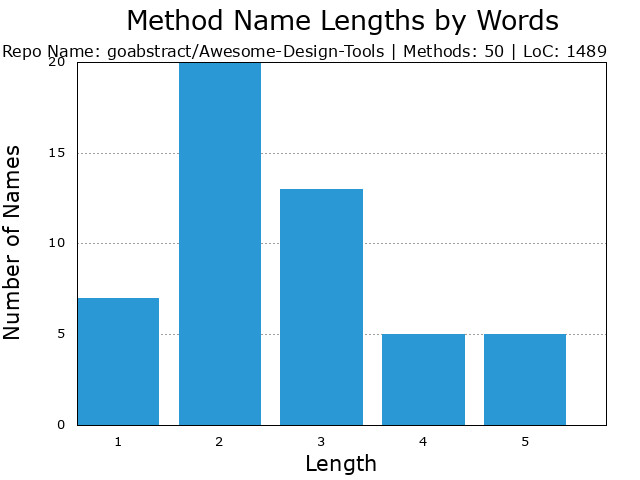 Method Name Lengths by Words
Repo Name: goabstract/Awesome-Design-Tools | Methods: 50 | LoC: 1489
20
15
10
5
0
Number of Names
1 2 3 4 5
Length